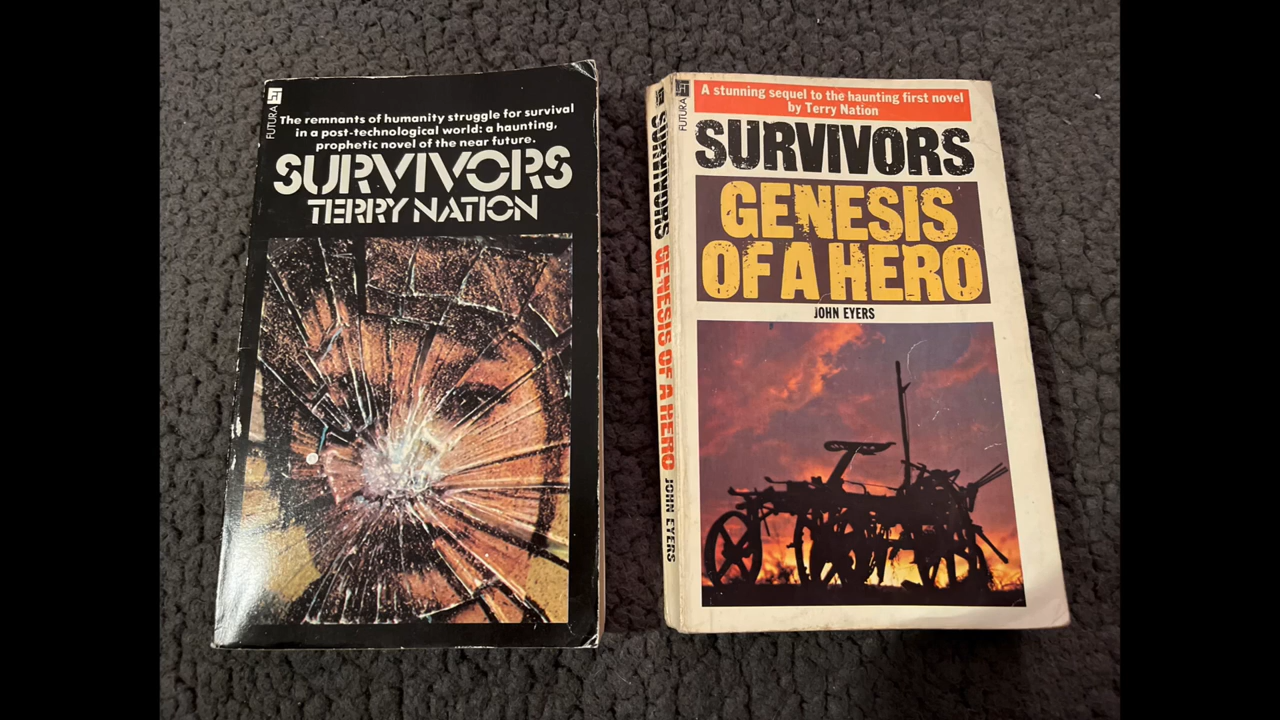 FUTURA
The remnants of humanity struggle for survival
in a post-technological world: a haunting,
prophetic novel of the near future.
SURVIVORS
TERRY NATION
SURVIVORS GENESIS OF A HERO JOHN EYERS
FUTURA
A stunning sequel to the haunting first novel
by Terry Nation
SURVIVORS
GENESIS
OF A HERO
JOHN EYERS